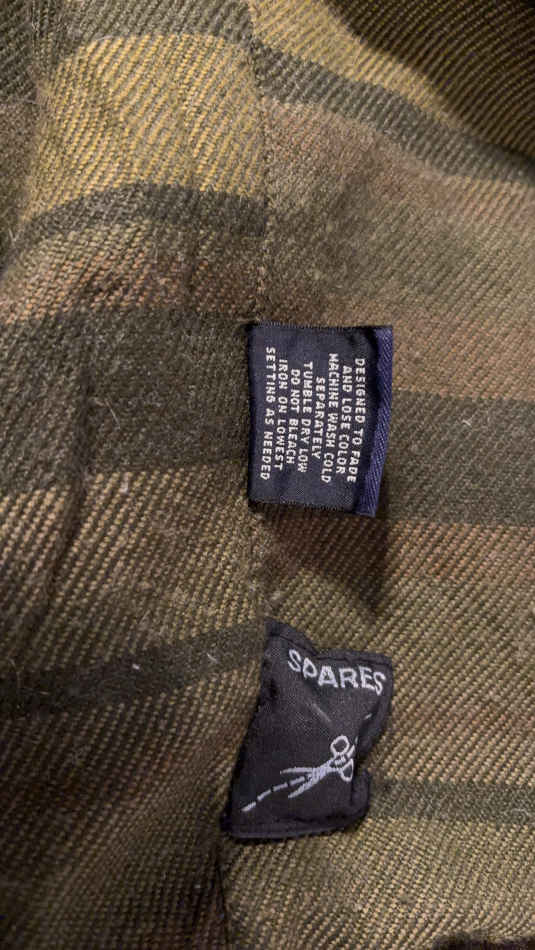 DESIGNED TO FADE
AND LOSE COLOR
MACHINE WASH COLD
SEPARATELY
TUMBLE DRY LOW
DO NOT BLEACH
IRON ON LOWEST
SETTING AS NEEDED
SPARES